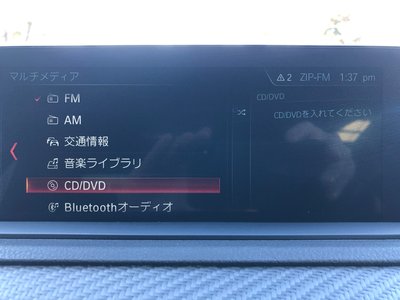 マルチメディア
2 ZIP-FM 1:37 pm
FM
AM
交通情報
音楽ライブラリ
CD/DVD
Bluetoothオーディオ
CD/DVD
CD/DVDを入れてください